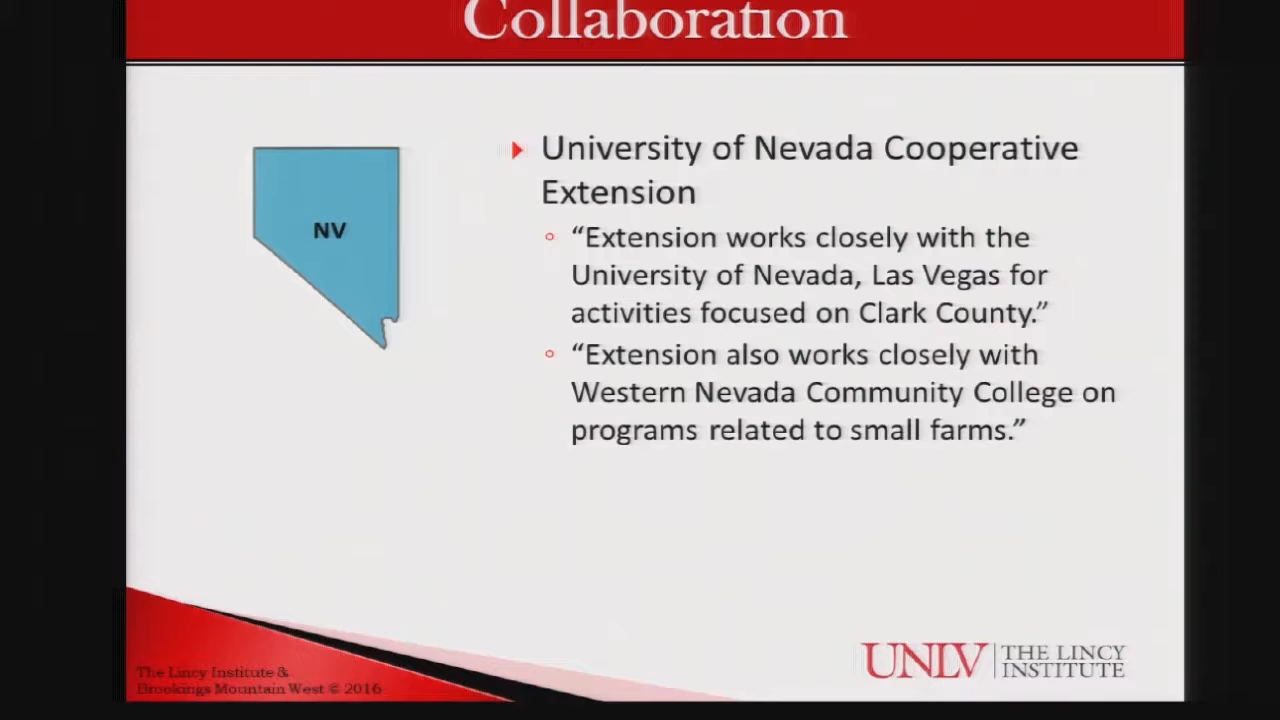 Collaboration
NV
University of Nevada Cooperative
Extension
“Extension works closely with the
University of Nevada, Las Vegas for
activities focused on Clark County.”
“Extension also works closely with
Western Nevada Community College on
programs related to small farms.”
The Lincy Institute &
Brookings Mountain West © 2016
UNLV THE LINCY
INSTITUTE